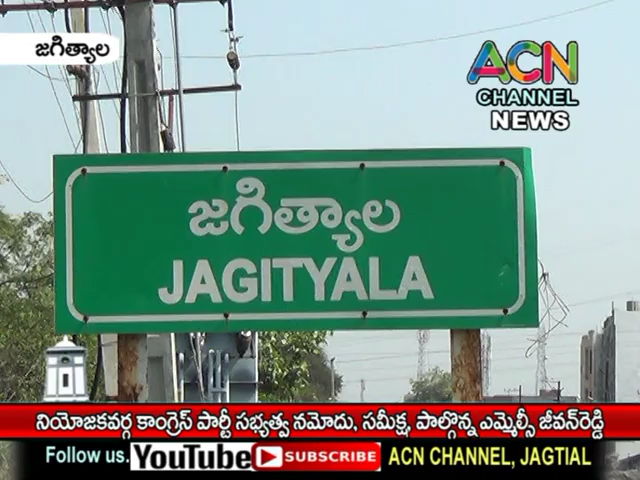 జగిత్యాల
ACN
CHANNEL
NEWS
జగిత్యాల
JAGITYALA
నియోజకవర్గ కాంగ్రెస్ పార్టీ సభ్యత్వ నమోదు, సమీక్ష, పాల్గొన్న ఎమ్మెల్సీ జీవన్‌రెడ్డి
Follow us. YouTube SUBSCRIBE ACN CHANNEL, JAGTIAL